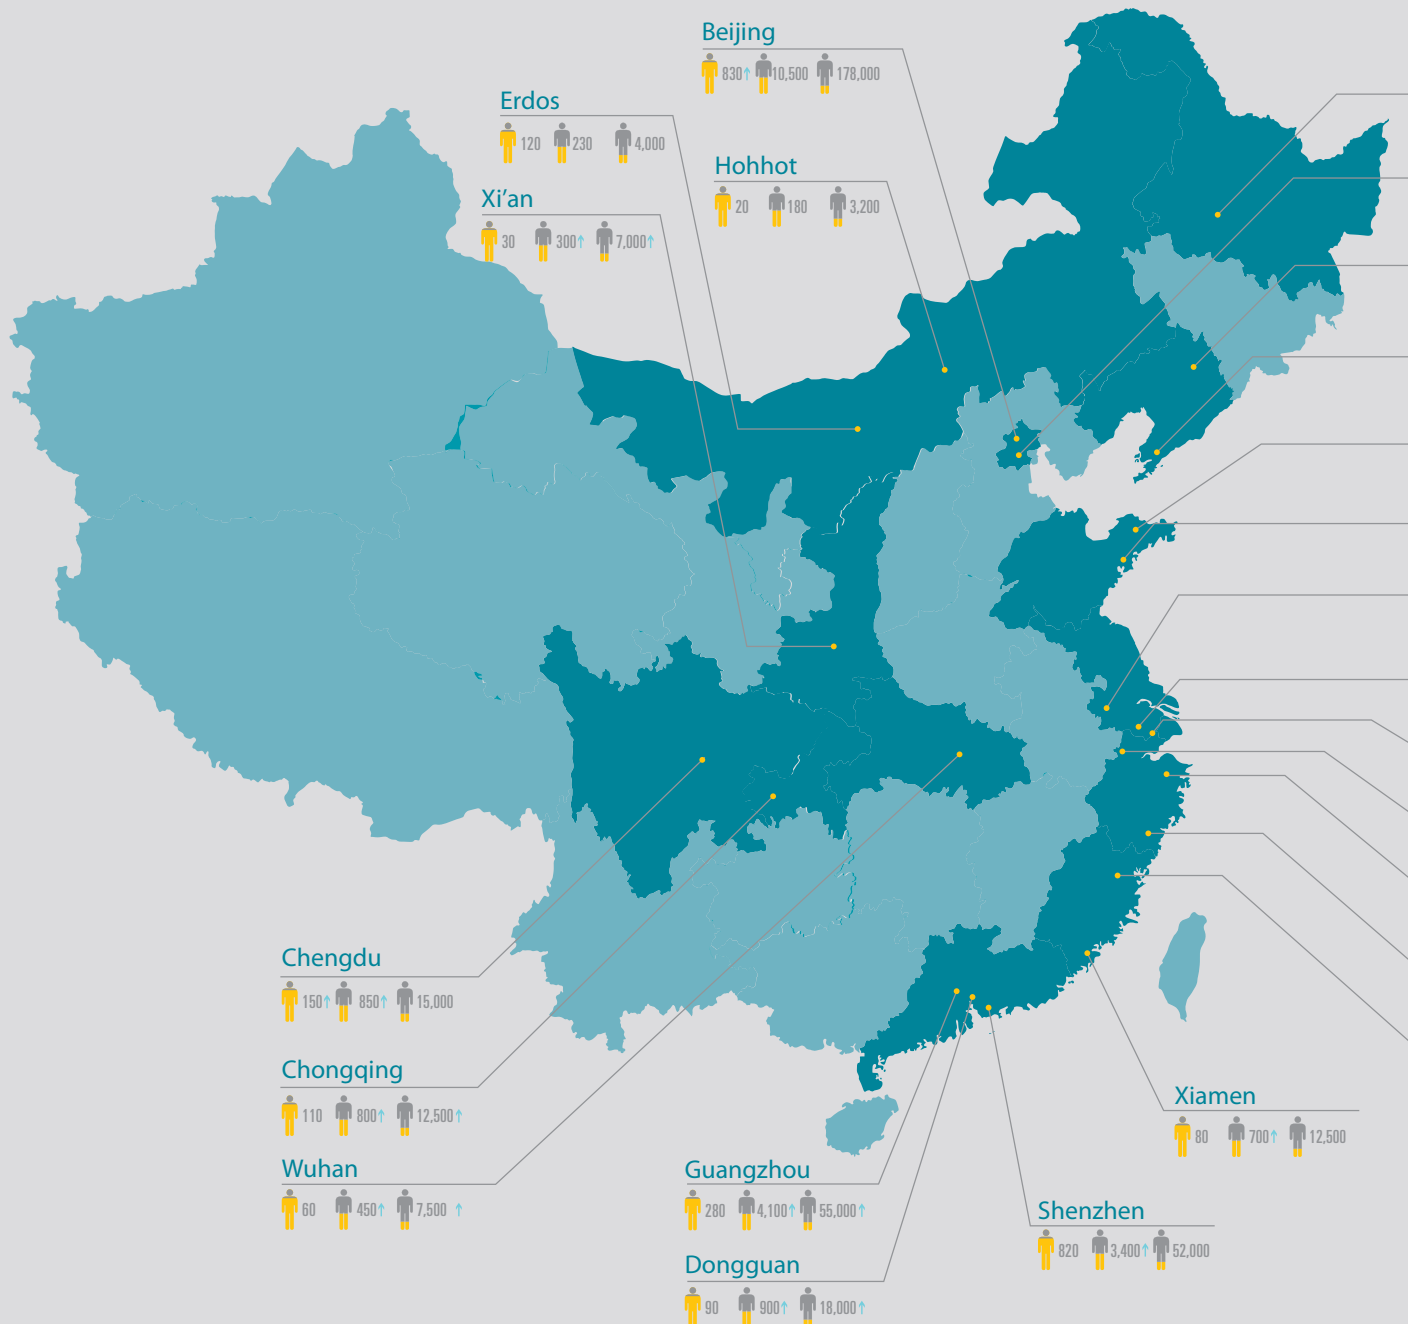 Beijing
830↑ 10,500 178,000
Erdos
120 230 4,000
Hohhot
20 180 3,200
Xi’an
30 300↑ 7,000↑
Chengdu
150↑ 850↑ 15,000
Chongqing
110 800↑ 12,500↑
Wuhan
60 450↑ 7,500 ↑
Guangzhou
280 4,100↑ 55,000↑
Dongguan
90 900↑ 18,000↑
Xiamen
80 700↑ 12,500
Shenzhen
820 3,400↑ 52,000